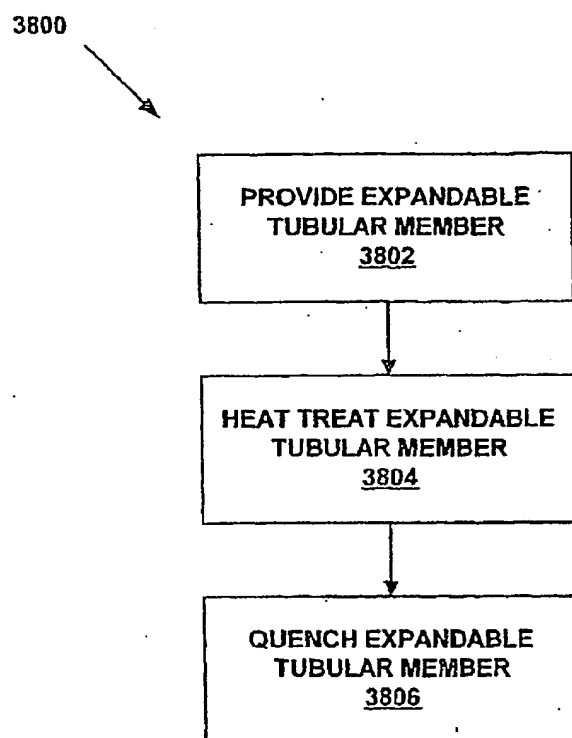 3800
PROVIDE EXPANDABLE
TUBULAR MEMBER
3802
HEAT TREAT EXPANDABLE
TUBULAR MEMBER
3804
QUENCH EXPANDABLE
TUBULAR MEMBER
3806